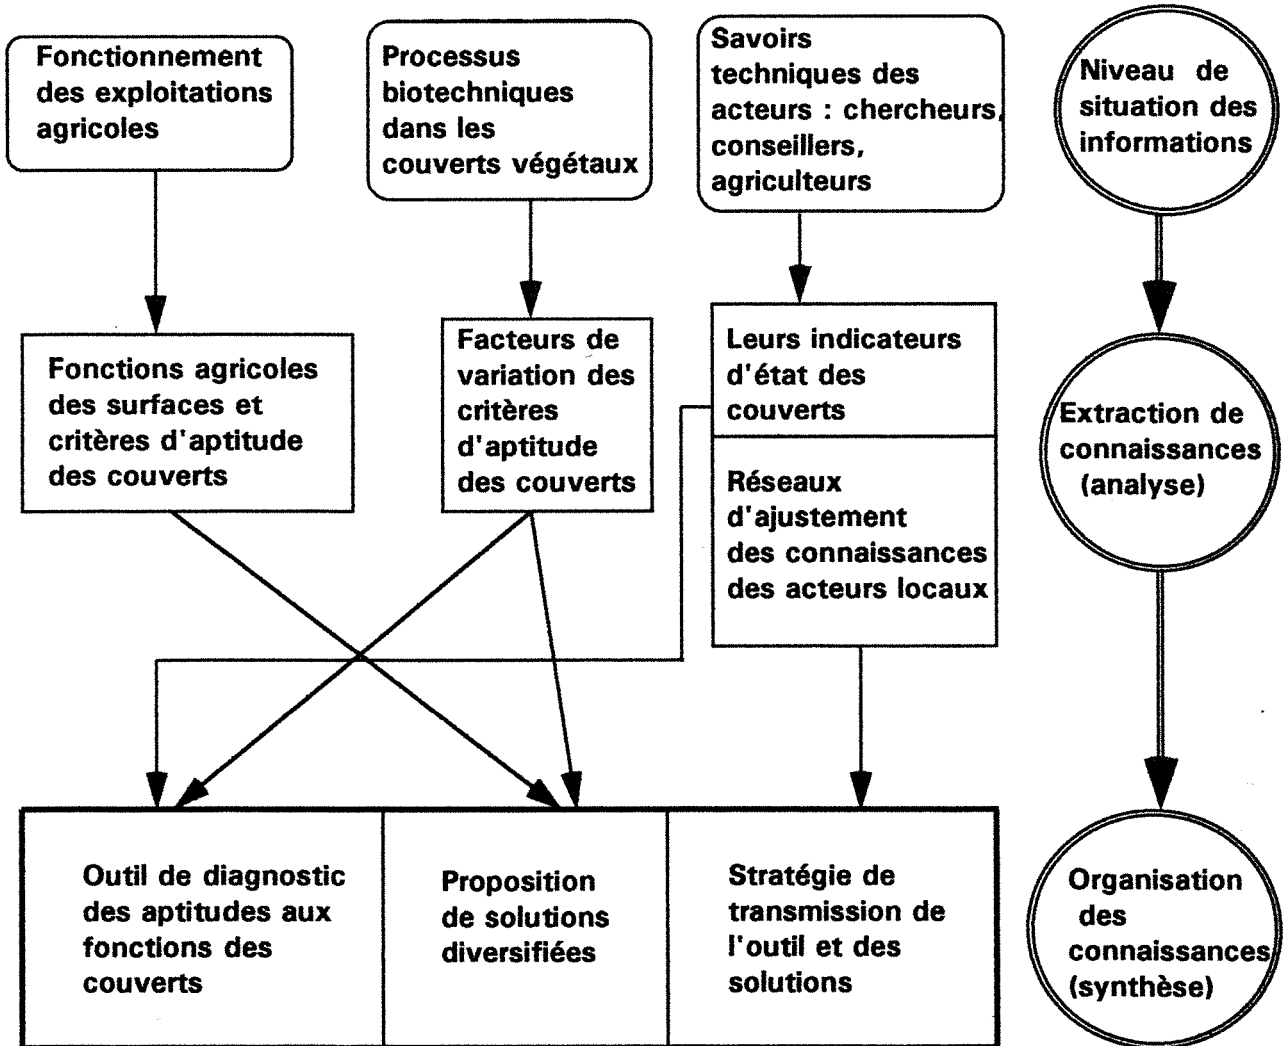 Fonctionnement
des exploitations
agricoles
Processus
biotechniques
dans les
couverts végétaux
Savoirs
techniques des
acteurs : chercheurs,
conseillers,
agriculteurs
Niveau de
situation des
informations
Fonctions agricoles
des surfaces et
critères d'aptitude
des couverts
Facteurs de
variation des
critères
d'aptitude
des couverts
Leurs indicateurs
d'état des
couverts
Réseaux
d'ajustement
des connaissances
des acteurs locaux
Extraction de
connaissances
(analyse)
Outil de diagnostic
des aptitudes aux
fonctions des
couverts
Proposition
de solutions
diversifiées
Stratégie de
transmission de
l'outil et des
solutions
Organisation
des
connaissances
(synthèse)